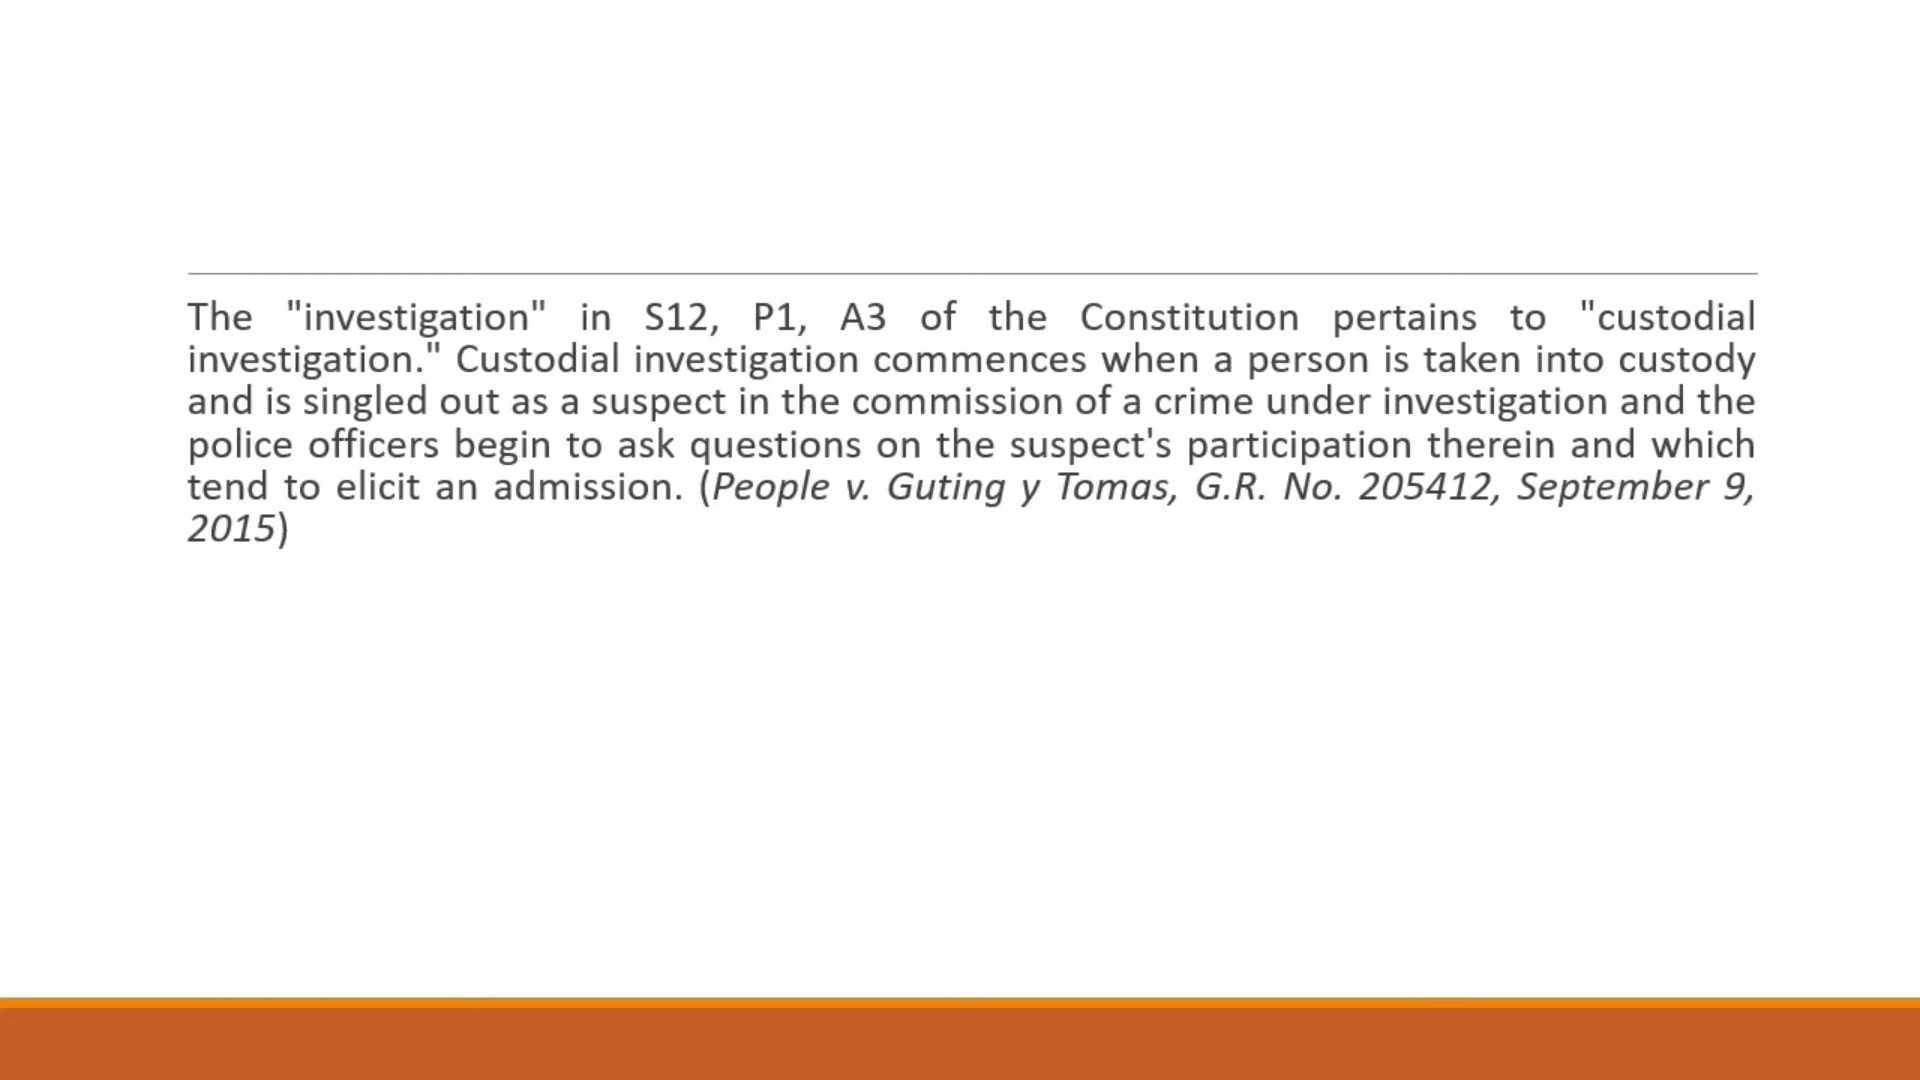 The "investigation" in S12, P1, A3 of the Constitution pertains to "custodial
investigation." Custodial investigation commences when a person is taken into custody
and is singled out as a suspect in the commission of a crime under investigation and the
police officers begin to ask questions on the suspect's participation therein and which
tend to elicit an admission. (People v. Guting y Tomas, G.R. No. 205412, September 9,
2015)